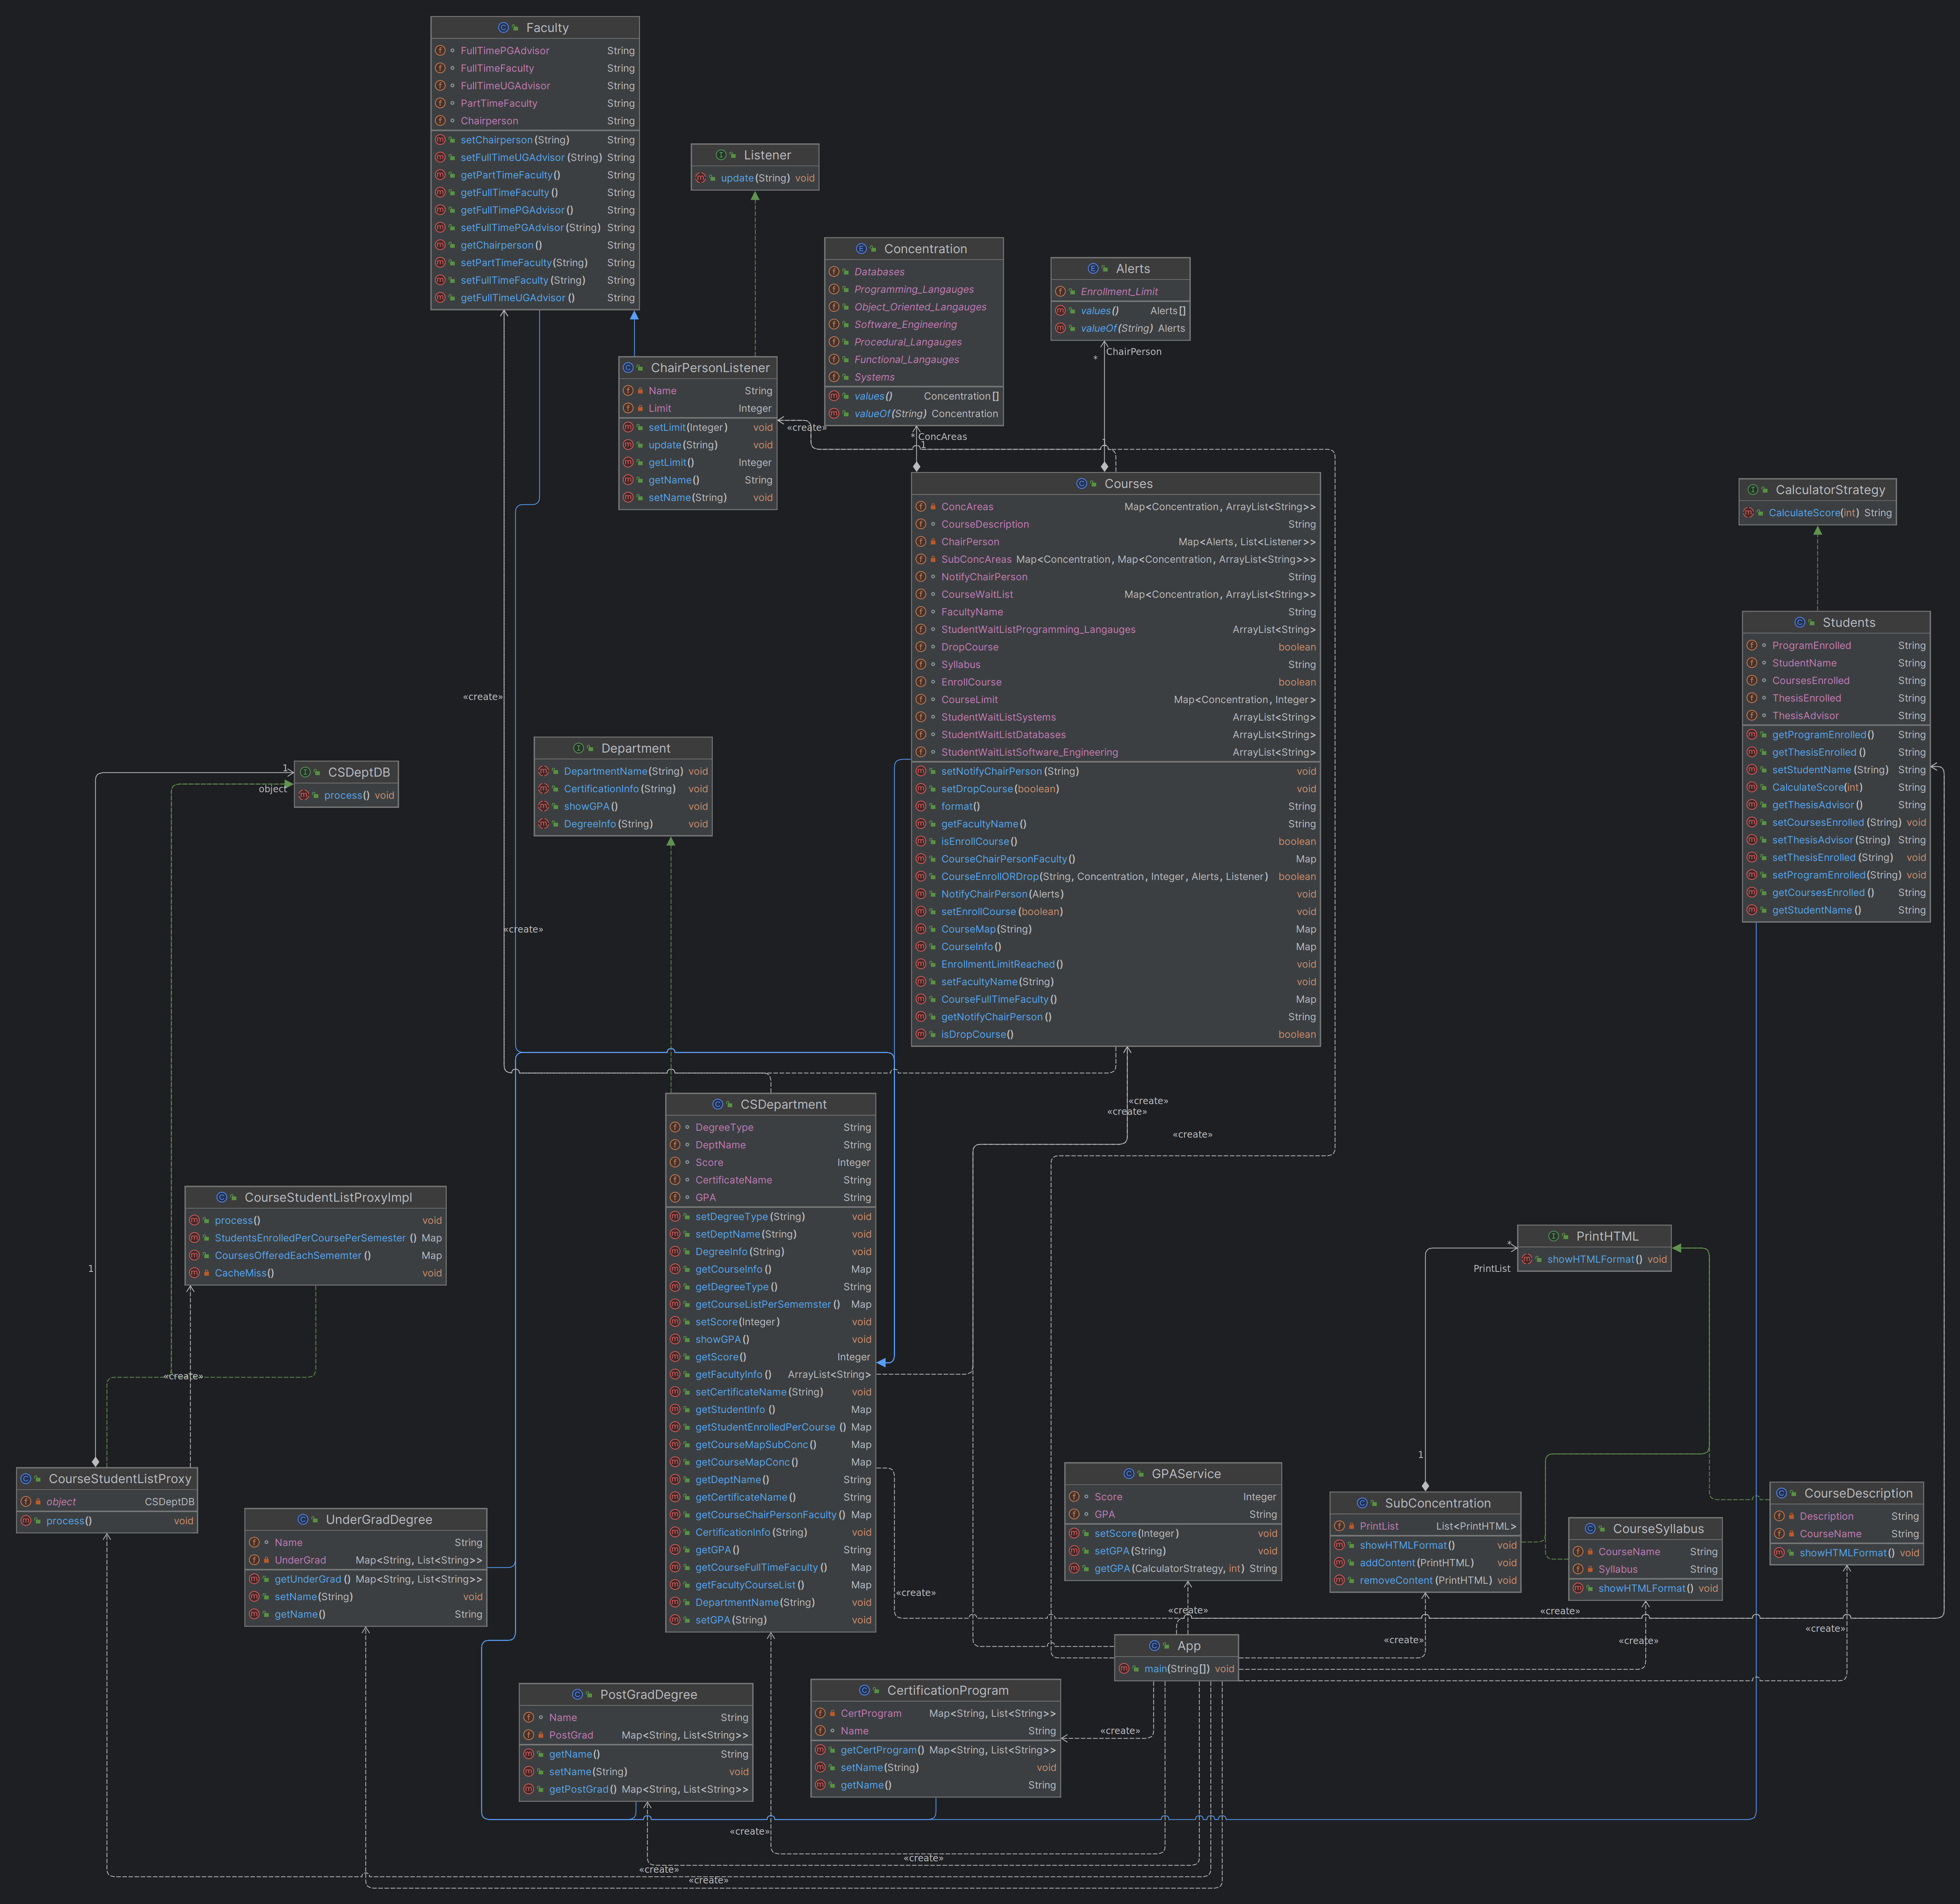 Faculty
FullTimePGAdvisor String
FullTimeFaculty String
FullTimeUGAdvisor String
PartTimeFaculty String
Chairperson String
setChairperson(String) String
setFullTimeUGAdvisor(String) String
getPartTimeFaculty() String
getFullTimeFaculty() String
getFullTimePGAdvisor() String
setFullTimePGAdvisor(String) String
getChairperson() String
setPartTimeFaculty(String) String
setFullTimeFaculty(String) String
getFullTimeUGAdvisor() String
Listener
update(String) void
Concentration
Databases
Programming_Langauges
Object_Oriented_Langauges
Software_Engineering
Procedural_Langauges
Functional_Langauges
Systems
values() Concentration[]
valueOf(String) Concentration
Alerts
Enrollment_Limit
values() Alerts[]
valueOf(String) Alerts
* ChairPerson
1
ChairPersonListener
Name String
Limit Integer
setLimit(Integer) void
update(String) void
getLimit() Integer
getName() String
setName(String) void
«create»
* ConcAreas
1
Courses
ConcAreas Map<Concentration, ArrayList<String>>
CourseDescription String
ChairPerson Map<Alerts, List<Listener>>
SubConcAreas Map<Concentration, Map<Concentration, ArrayList<String>>>
NotifyChairPerson String
CourseWaitList Map<Concentration, ArrayList<String>>
FacultyName String
StudentWaitListProgramming_Langauges ArrayList<String>
DropCourse boolean
Syllabus String
EnrollCourse boolean
CourseLimit Map<Concentration, Integer>
StudentWaitListSystems ArrayList<String>
StudentWaitListDatabases ArrayList<String>
StudentWaitListSoftware_Engineering ArrayList<String>
setNotifyChairPerson(String) void
setDropCourse(boolean) void
format() String
getFacultyName() String
isEnrollCourse() boolean
CourseChairPersonFaculty() Map
CourseEnrollORDrop(String, Concentration, Integer, Alerts, Listener) boolean
NotifyChairPerson(Alerts) void
setEnrollCourse(boolean) void
CourseMap(String) Map
CourseInfo() Map
EnrollmentLimitReached() void
setFacultyName(String) void
CourseFullTimeFaculty() Map
getNotifyChairPerson() String
isDropCourse() boolean
CalculatorStrategy
CalculateScore(int) String
Students
ProgramEnrolled String
StudentName String
CoursesEnrolled String
ThesisEnrolled String
ThesisAdvisor String
getProgramEnrolled() String
getThesisEnrolled() String
setStudentName(String) String
CalculateScore(int) String
getThesisAdvisor() String
setCoursesEnrolled(String) void
setThesisAdvisor(String) String
setThesisEnrolled(String) void
setProgramEnrolled(String) void
getCoursesEnrolled() String
getStudentName() String
«create»
Department
DepartmentName(String) void
CertificationInfo(String) void
showGPA() void
DegreeInfo(String) void
1
object
CSDeptDB
process() void
«create»
«create»
«create»
«create»
CSDepartment
DegreeType String
DeptName String
Score Integer
CertificateName String
GPA String
setDegreeType(String) void
setDeptName(String) void
DegreeInfo(String) void
getCourseInfo() Map
getDegreeType() String
getCourseListPerSememster() Map
setScore(Integer) void
showGPA() void
getScore() Integer
getFacultyInfo() ArrayList<String>
setCertificateName(String) void
getStudentInfo() Map
getStudentEnrolledPerCourse() Map
getCourseMapSubConc() Map
getCourseMapConc() Map
getDeptName() String
getCertificateName() String
getCourseChairPersonFaculty() Map
CertificationInfo(String) void
getGPA() String
getCourseFullTimeFaculty() Map
getFacultyCourseList() Map
DepartmentName(String) void
setGPA(String) void
CourseStudentListProxyImpl
process() void
StudentsEnrolledPerCoursePerSemester() Map
CoursesOfferedEachSememter() Map
CacheMiss() void
1
«create»
PrintHTML
showHTMLFormat() void
*
PrintList
1
CourseStudentListProxy
object CSDeptDB
process() void
UnderGradDegree
Name String
UnderGrad Map<String, List<String>>
getUnderGrad() Map<String, List<String>>
setName(String) void
getName() String
GPAService
Score Integer
GPA String
setScore(Integer) void
setGPA(String) void
getGPA(CalculatorStrategy, int) String
SubConcentration
PrintList List<PrintHTML>
showHTMLFormat() void
addContent(PrintHTML) void
removeContent(PrintHTML) void
CourseSyllabus
CourseName String
Syllabus String
showHTMLFormat() void
CourseDescription
Description String
CourseName String
showHTMLFormat() void
«create»
«create»
«create»
«create»
«create»
«create»
App
main(String[]) void
PostGradDegree
Name String
PostGrad Map<String, List<String>>
getName() String
setName(String) void
getPostGrad() Map<String, List<String>>
CertificationProgram
CertProgram Map<String, List<String>>
Name String
getCertProgram() Map<String, List<String>>
setName(String) void
getName() String
«create»
«create»
«create»
«create»
«create»